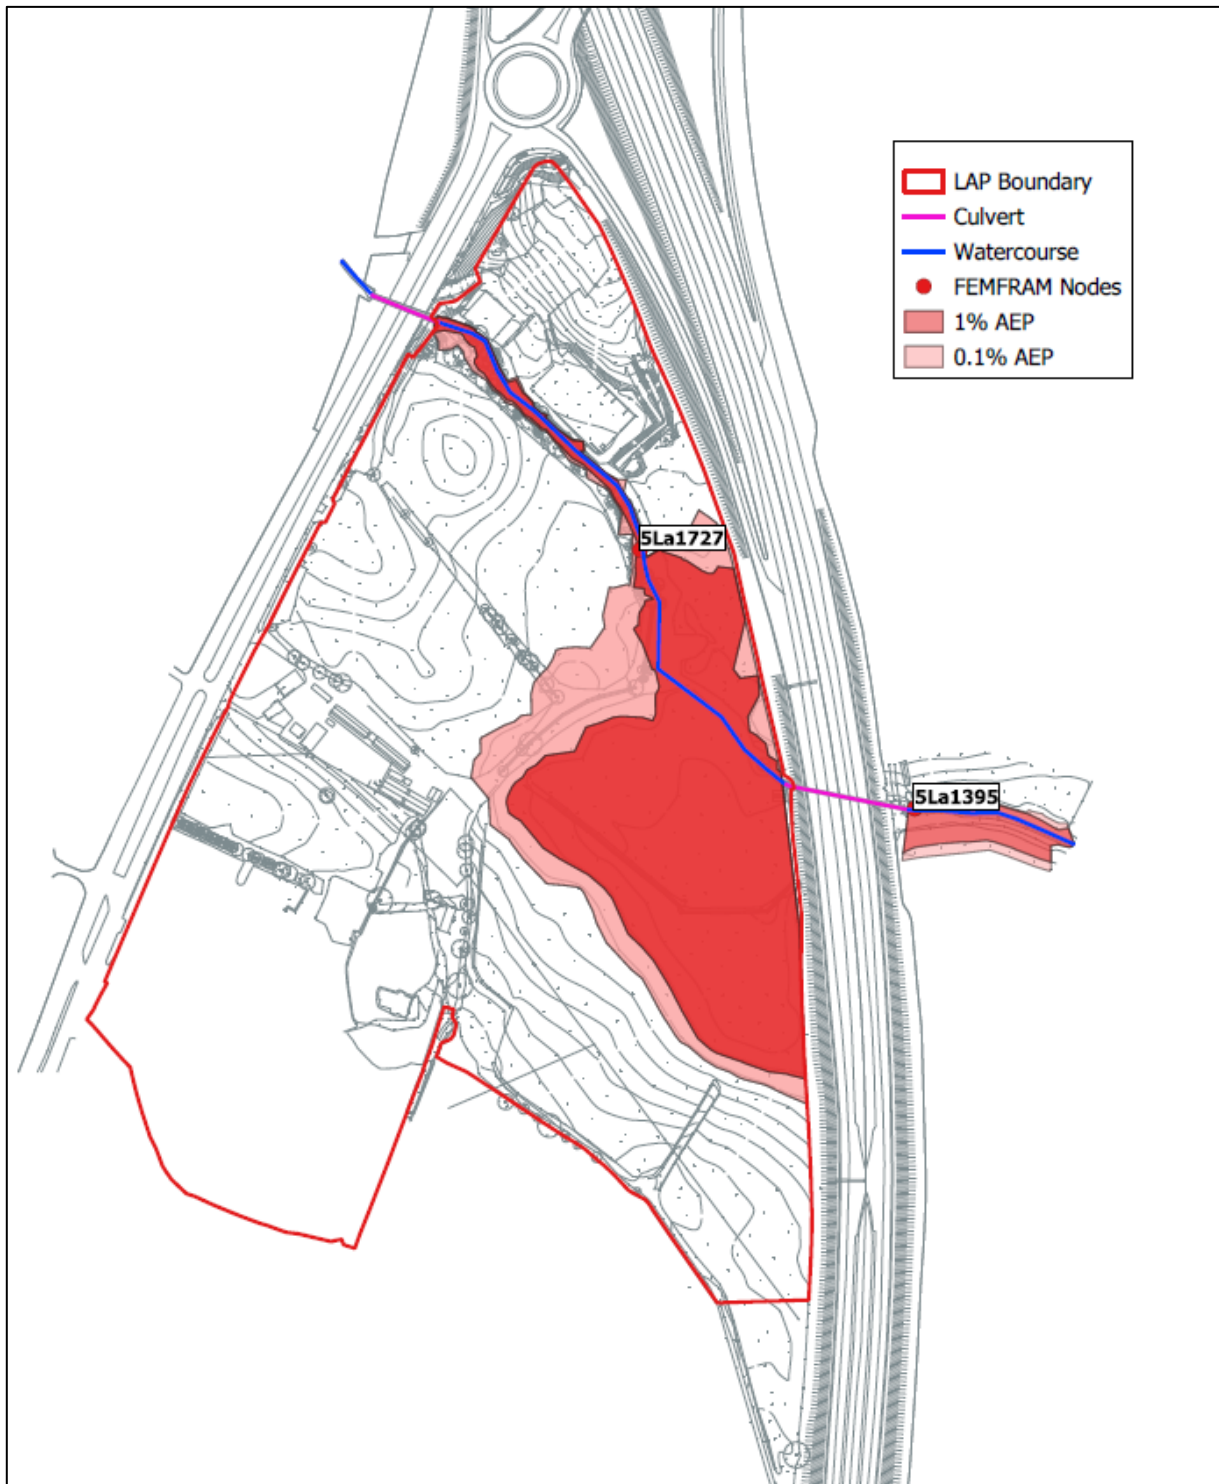 LAP Boundary
Culvert
Watercourse
FEMFRAM Nodes
1% AEP
0.1% AEP
5La1727
5La1395